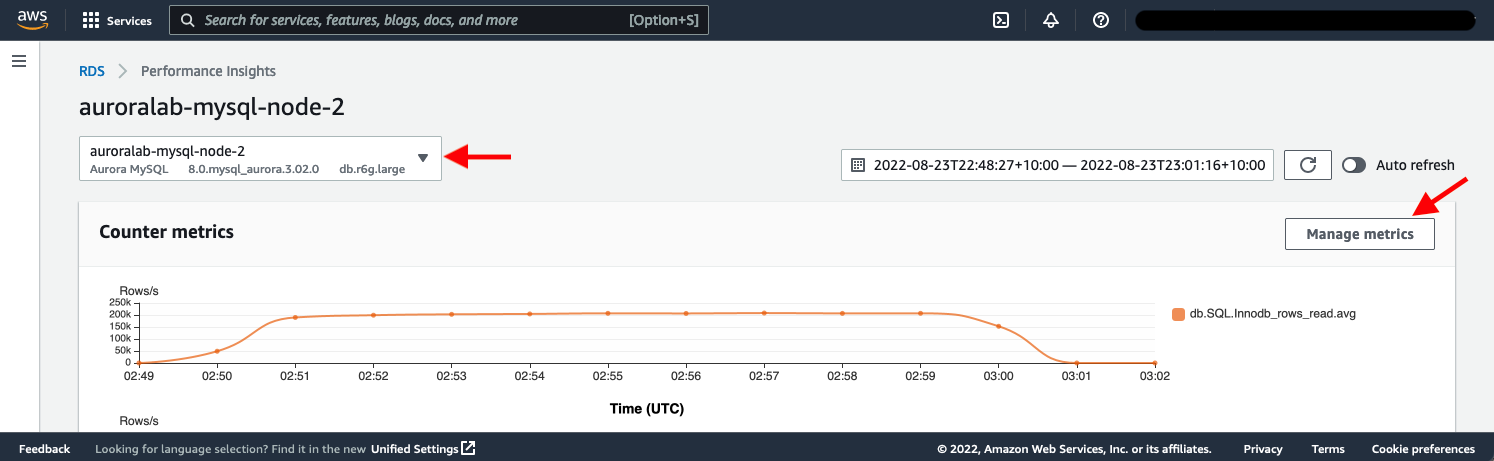 aws Services Search for services, features, blogs, docs, and more [Option+S]
RDS Performance Insights
auroralab-mysql-node-2
auroralab-mysql-node-2
Aurora MySQL 8.0.mysql_aurora.3.02.0 db.r6g.large
2022-08-23T22:48:27+10:00 — 2022-08-23T23:01:16+10:00 Auto refresh
Counter metrics Manage metrics
Rows/s
250k
200k
150k
100k
50k
0
db.SQL.Innodb_rows_read.avg
02:49 02:50 02:51 02:52 02:53 02:54 02:55 02:56 02:57 02:58 02:59 03:00 03:01 03:02
Time (UTC)
Rows/s
Feedback Looking for language selection? Find it in the new Unified Settings © 2022, Amazon Web Services, Inc. or its affiliates. Privacy Terms Cookie preferences